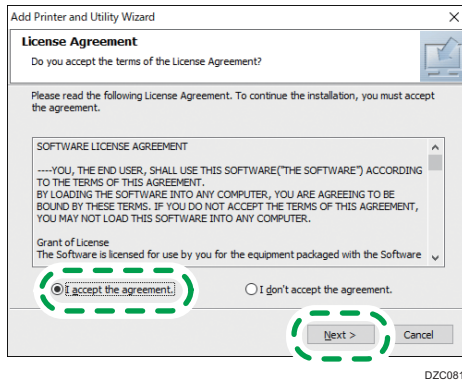 Add Printer and Utility Wizard
License Agreement
Do you accept the terms of the License Agreement?
Please read the following License Agreement. To continue the installation, you must accept
the agreement.
SOFTWARE LICENSE AGREEMENT
----YOU, THE END USER, SHALL USE THIS SOFTWARE("THE SOFTWARE") ACCORDING
TO THE TERMS OF THIS AGREEMENT.
BY LOADING THE SOFTWARE INTO ANY COMPUTER, YOU ARE AGREEING TO BE
BOUND BY THESE TERMS. IF YOU DO NOT ACCEPT THE TERMS OF THIS AGREEMENT,
YOU MAY NOT LOAD THIS SOFTWARE INTO ANY COMPUTER.
Grant of License
The Software is licensed for use by you for the equipment packaged with the Software
I accept the agreement.
I don't accept the agreement.
Next >
Cancel
DZC081